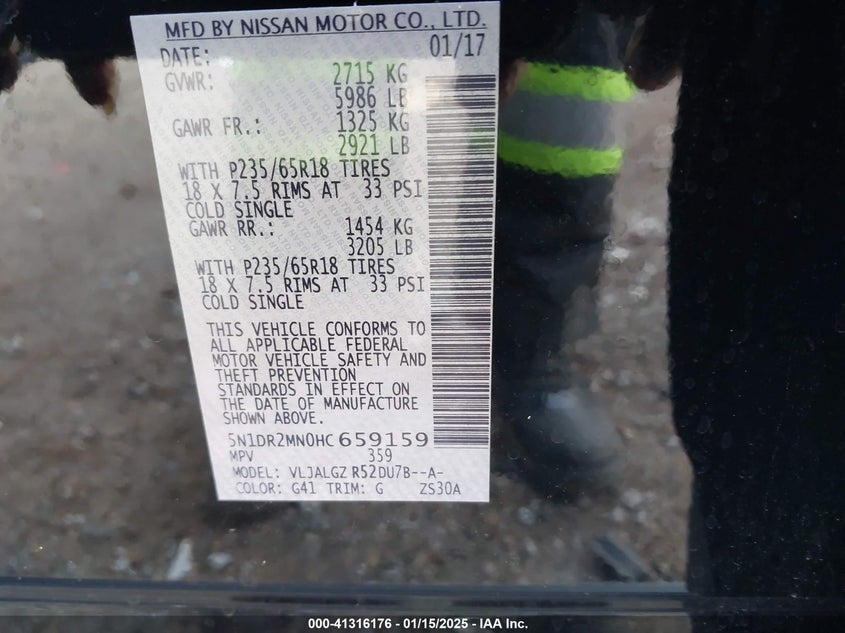 MFD BY NISSAN MOTOR CO., LTD.
DATE: 01/17
GVWR: 2715 KG
5986 LB
GAWR FR.: 1325 KG
2921 LB
WITH P235/65R18 TIRES
18 X 7.5 RIMS AT 33 PSI
COLD SINGLE
GAWR RR.: 1454 KG
3205 LB
WITH P235/65R18 TIRES
18 X 7.5 RIMS AT 33 PSI
COLD SINGLE
THIS VEHICLE CONFORMS TO
ALL APPLICABLE FEDERAL
MOTOR VEHICLE SAFETY AND
THEFT PREVENTION
STANDARDS IN EFFECT ON
THE DATE OF MANUFACTURE
SHOWN ABOVE.
5N1DR2MN0HC659159
MPV 359
MODEL: VLJALGZ R52DU7B--A-
COLOR: G41 TRIM: G ZS30A
000-41316176 - 01/15/2025 - IAA Inc.